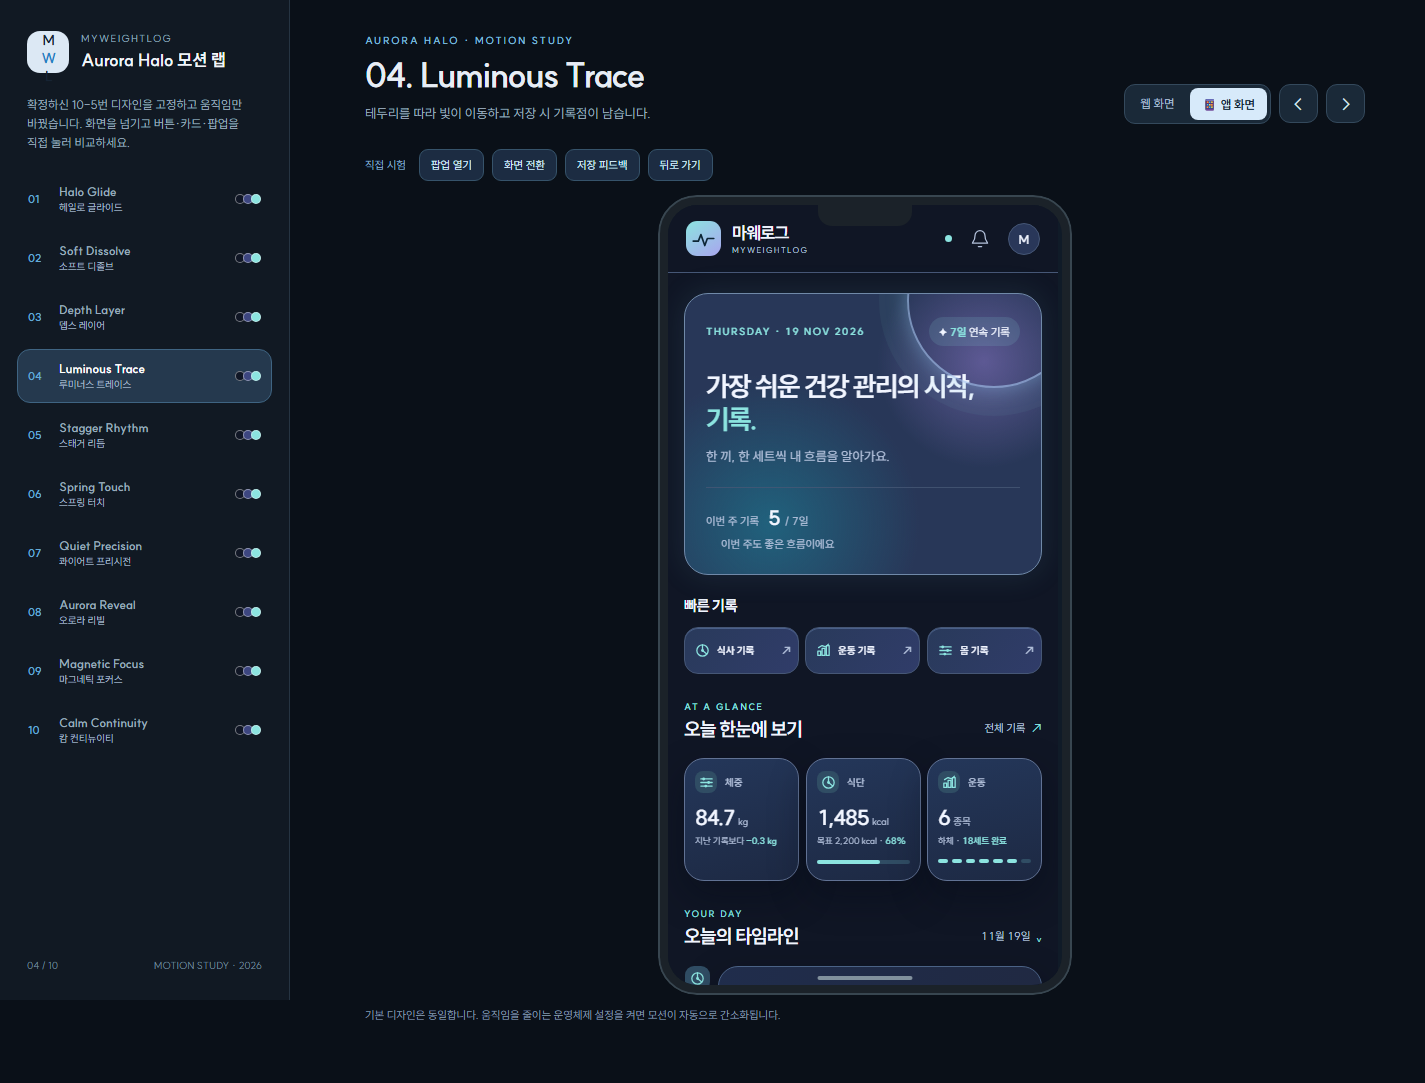 M
W
L
MYWEIGHTLOG
Aurora Halo 모션 랩
확정하신 10-5번 디자인을 고정하고 움직임만
바꿨습니다. 화면을 넘기고 버튼·카드·팝업을
직접 눌러 비교하세요.
01 Halo Glide
헤일로 글라이드
02 Soft Dissolve
소프트 디졸브
03 Depth Layer
뎁스 레이어
04 Luminous Trace
루미너스 트레이스
05 Stagger Rhythm
스태거 리듬
06 Spring Touch
스프링 터치
07 Quiet Precision
콰이어트 프리시전
08 Aurora Reveal
오로라 리빌
09 Magnetic Focus
마그네틱 포커스
10 Calm Continuity
캄 컨티뉴이티
04 / 10 MOTION STUDY · 2026
AURORA HALO · MOTION STUDY
04. Luminous Trace
테두리를 따라 빛이 이동하고 저장 시 기록점이 남습니다.
웹 화면 앱 화면
직접 시험 팝업 열기 화면 전환 저장 피드백 뒤로 가기
마웨로그
MYWEIGHTLOG
M
THURSDAY · 19 NOV 2026
✦ 7일 연속 기록
가장 쉬운 건강 관리의 시작,
기록.
한 끼, 한 세트씩 내 흐름을 알아가요.
이번 주 기록 5 / 7일
이번 주도 좋은 흐름이에요
빠른 기록
식사 기록 운동 기록 몸 기록
AT A GLANCE
오늘 한눈에 보기
전체 기록
체중
84.7 kg
지난 기록보다 −0.3 kg
식단
1,485 kcal
목표 2,200 kcal · 68%
운동
6 종목
하체 · 18세트 완료
YOUR DAY
오늘의 타임라인
11월 19일
기본 디자인은 동일합니다. 움직임을 줄이는 운영체제 설정을 켜면 모션이 자동으로 간소화됩니다.